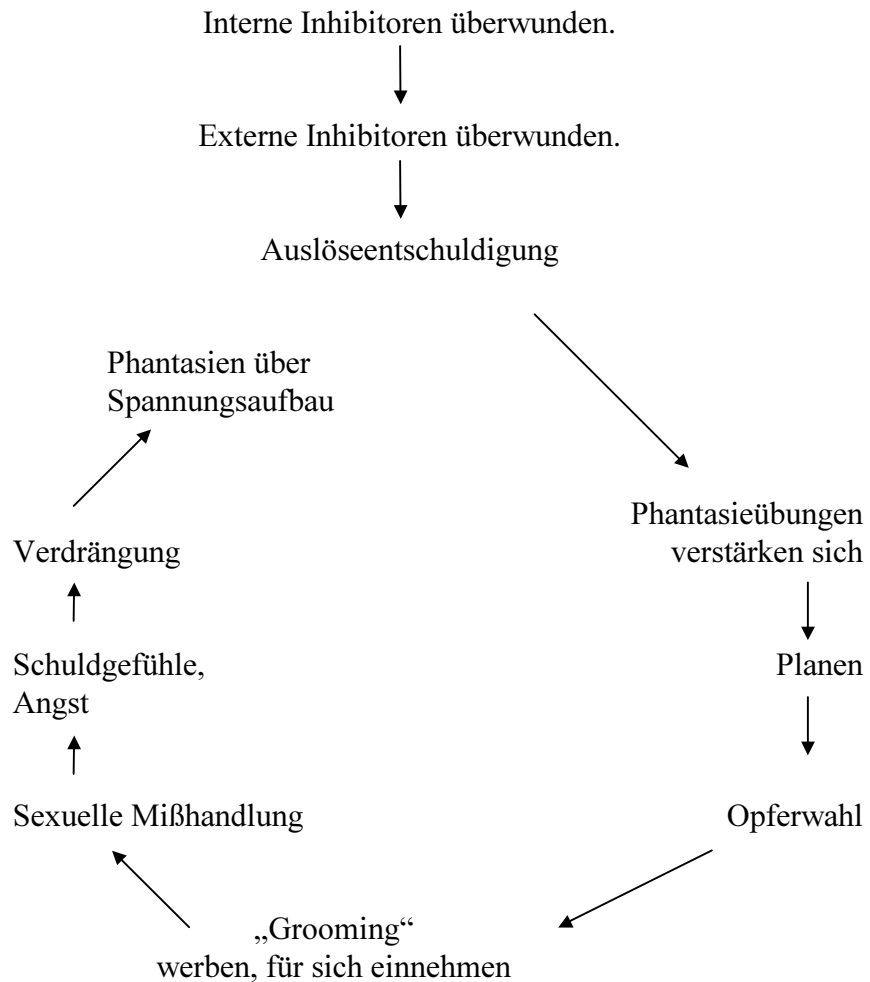 Interne Inhibitoren überwunden.
Externe Inhibitoren überwunden.
Auslöseentschuldigung
Phantasien über
Spannungsaufbau
Phantasieübungen
verstärken sich
Verdrängung
Schuldgefühle,
Angst
Planen
Sexuelle Mißhandlung
Opferwahl
„Grooming“
werben, für sich einnehmen